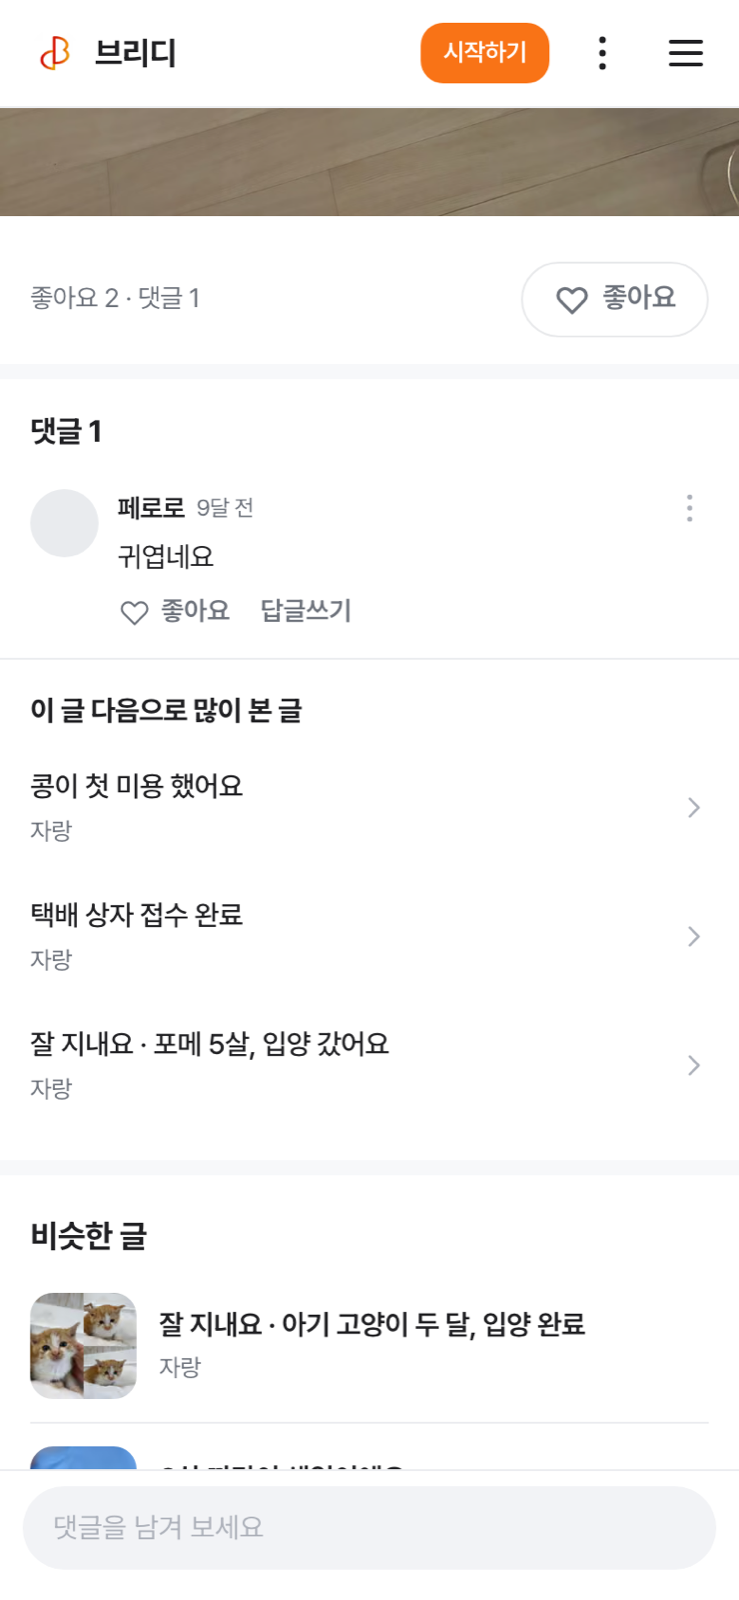 브리디
시작하기
좋아요 2 · 댓글 1
좋아요
댓글 1
페로로 9달 전
귀엽네요
좋아요 답글쓰기
이 글 다음으로 많이 본 글
콩이 첫 미용 했어요
자랑
택배 상자 접수 완료
자랑
잘 지내요 · 포메 5살, 입양 갔어요
자랑
비슷한 글
잘 지내요 · 아기 고양이 두 달, 입양 완료
자랑
댓글을 남겨 보세요